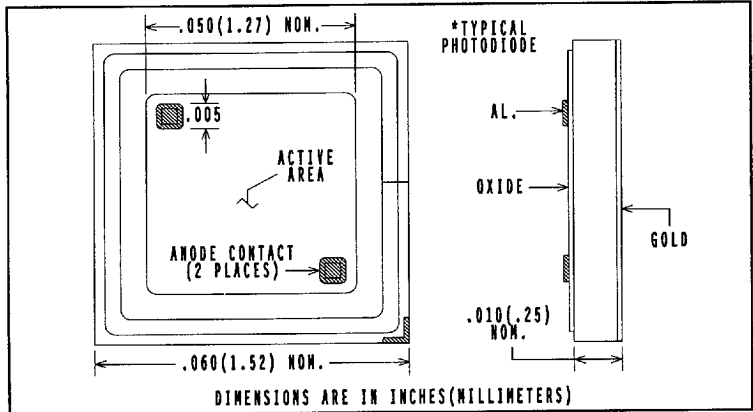 .050(1.27) NOM.
*TYPICAL
PHOTODIODE
.005
AL.
ACTIVE
AREA
OXIDE
GOLD
ANODE CONTACT
(2 PLACES)
.010(.25)
NOM.
.060(1.52) NOM.
DIMENSIONS ARE IN INCHES(MILLIMETERS)